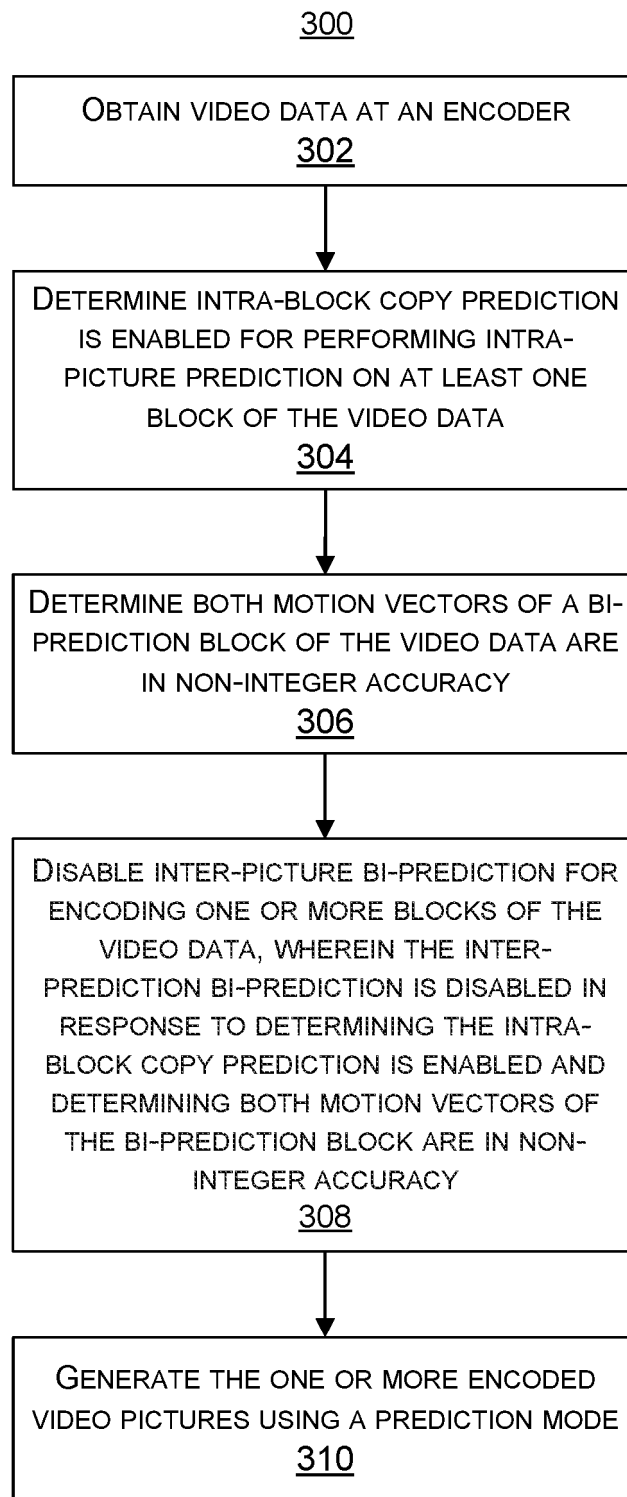 300
OBTAIN VIDEO DATA AT AN ENCODER
302
DETERMINE INTRA-BLOCK COPY PREDICTION
IS ENABLED FOR PERFORMING INTRA-
PICTURE PREDICTION ON AT LEAST ONE
BLOCK OF THE VIDEO DATA
304
DETERMINE BOTH MOTION VECTORS OF A BI-
PREDICTION BLOCK OF THE VIDEO DATA ARE
IN NON-INTEGER ACCURACY
306
DISABLE INTER-PICTURE BI-PREDICTION FOR
ENCODING ONE OR MORE BLOCKS OF THE
VIDEO DATA, WHEREIN THE INTER-
PREDICTION BI-PREDICTION IS DISABLED IN
RESPONSE TO DETERMINING THE INTRA-
BLOCK COPY PREDICTION IS ENABLED AND
DETERMINING BOTH MOTION VECTORS OF
THE BI-PREDICTION BLOCK ARE IN NON-
INTEGER ACCURACY
308
GENERATE THE ONE OR MORE ENCODED
VIDEO PICTURES USING A PREDICTION MODE
310